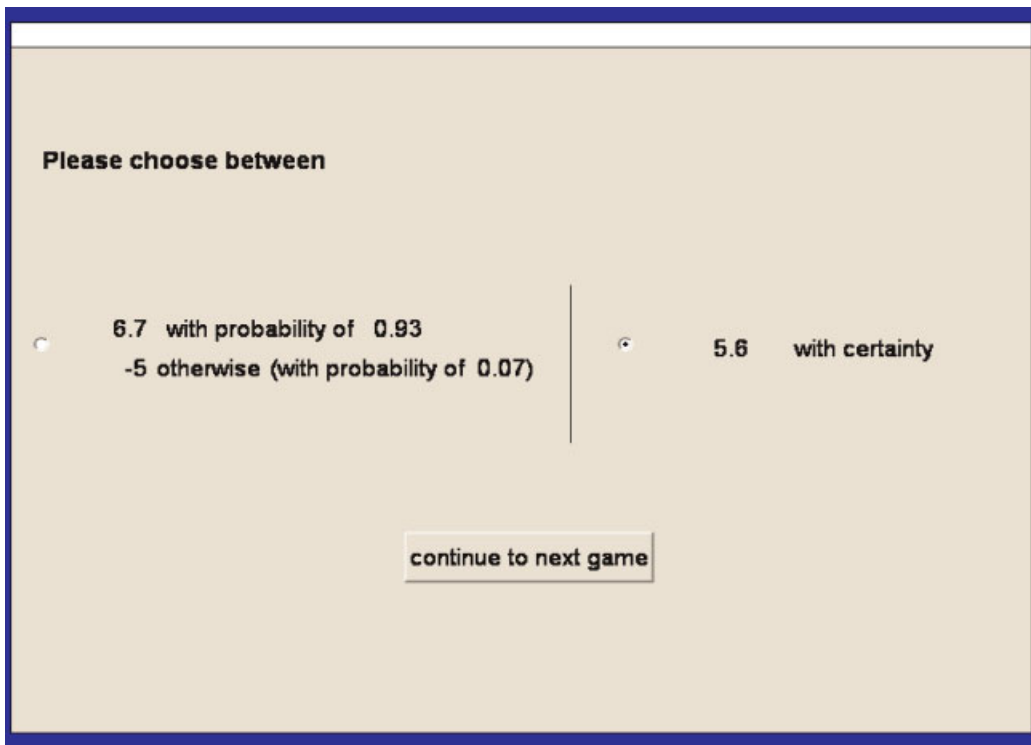 Please choose between
6.7 with probability of 0.93
-5 otherwise (with probability of 0.07)
5.6 with certainty
continue to next game